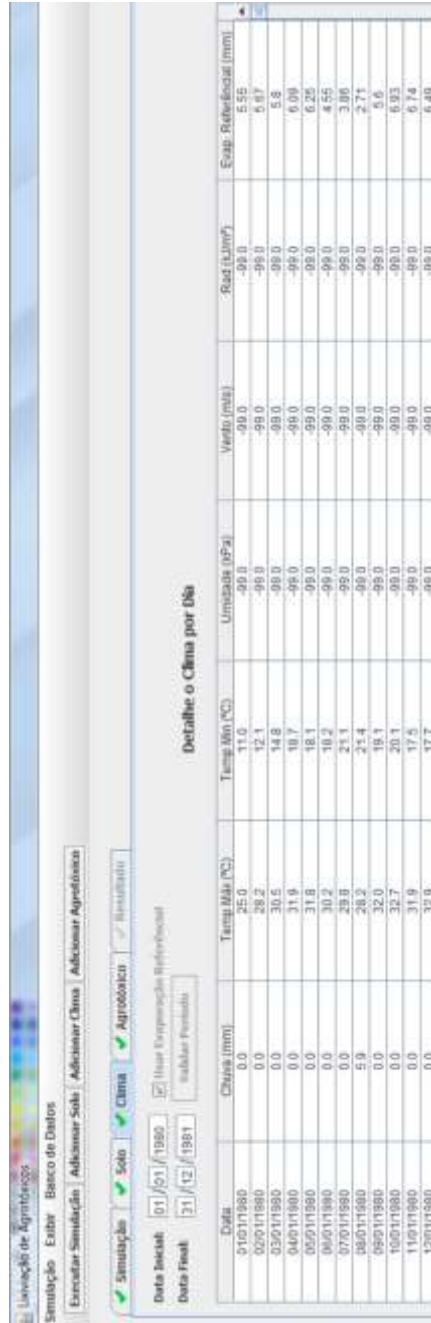 Lixiviação de Agrotóxicos
Simulação Exibir Banco de Dados
Executar Simulação Adicionar Solo Adicionar Clima Adicionar Agrotóxico
Simulação Solo Clima Agrotóxico Resultado
Data Inicial: 01/01/1980 Usar Evaporação Referêncial
Data Final: 31/12/1981 Validar Período
Detalhe o Clima por Dia
Data Chuva (mm) Temp Máx (ºC) Temp Min (ºC) Umidade (kPa) Vento (m/s) Rad (kJ/m²) Evap. Referêncial (mm)
01/01/1980 0.0 25.0 11.0 -99.0 -99.0 -99.0 5.55
02/01/1980 0.0 28.2 12.1 -99.0 -99.0 -99.0 5.67
03/01/1980 0.0 30.5 14.8 -99.0 -99.0 -99.0 5.8
04/01/1980 0.0 31.9 18.7 -99.0 -99.0 -99.0 6.09
05/01/1980 0.0 31.8 18.1 -99.0 -99.0 -99.0 6.25
06/01/1980 0.0 30.2 18.2 -99.0 -99.0 -99.0 4.55
07/01/1980 0.0 29.8 21.1 -99.0 -99.0 -99.0 3.86
08/01/1980 5.9 28.2 21.4 -99.0 -99.0 -99.0 2.71
09/01/1980 0.0 32.0 19.1 -99.0 -99.0 -99.0 5.6
10/01/1980 0.0 32.7 20.1 -99.0 -99.0 -99.0 6.93
11/01/1980 0.0 31.9 17.5 -99.0 -99.0 -99.0 6.74
12/01/1980 0.0 32.9 17.7 -99.0 -99.0 -99.0 6.49